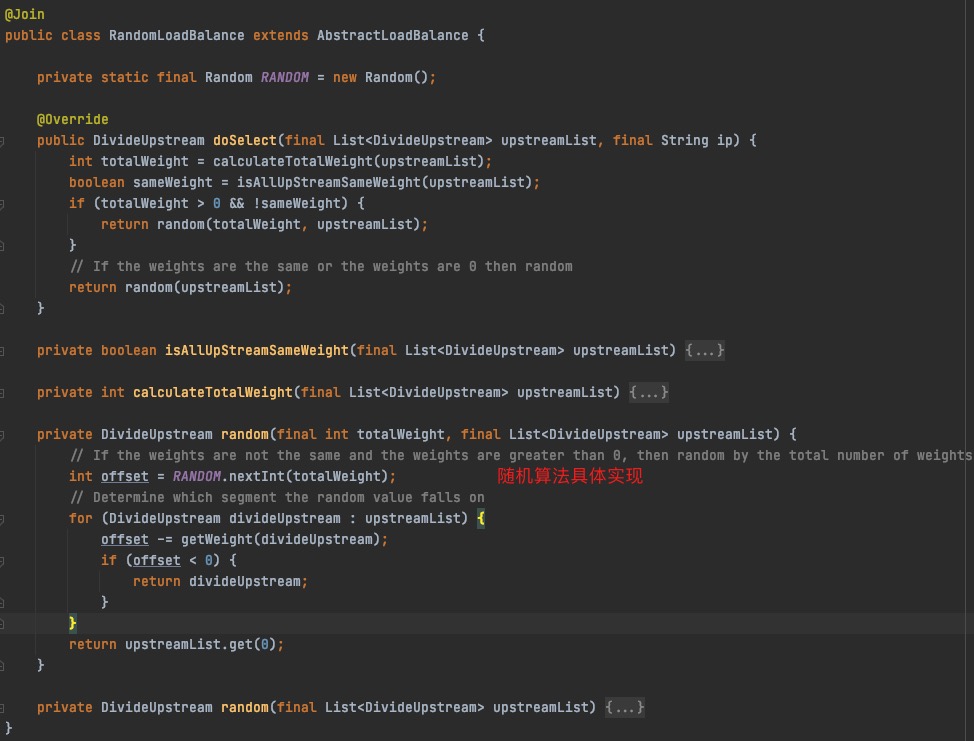 @Join
public class RandomLoadBalance extends AbstractLoadBalance {
private static final Random RANDOM = new Random();
@Override
public DivideUpstream doSelect(final List<DivideUpstream> upstreamList, final String ip) {
int totalWeight = calculateTotalWeight(upstreamList);
boolean sameWeight = isAllUpStreamSameWeight(upstreamList);
if (totalWeight > 0 && !sameWeight) {
return random(totalWeight, upstreamList);
}
// If the weights are the same or the weights are 0 then random
return random(upstreamList);
}
private boolean isAllUpStreamSameWeight(final List<DivideUpstream> upstreamList) {...}
private int calculateTotalWeight(final List<DivideUpstream> upstreamList) {...}
private DivideUpstream random(final int totalWeight, final List<DivideUpstream> upstreamList) {
// If the weights are not the same and the weights are greater than 0, then random by the total number of weights
int offset = RANDOM.nextInt(totalWeight); 随机算法具体实现
// Determine which segment the random value falls on
for (DivideUpstream divideUpstream : upstreamList) {
offset -= getWeight(divideUpstream);
if (offset < 0) {
return divideUpstream;
}
}
return upstreamList.get(0);
}
private DivideUpstream random(final List<DivideUpstream> upstreamList) {...}
}